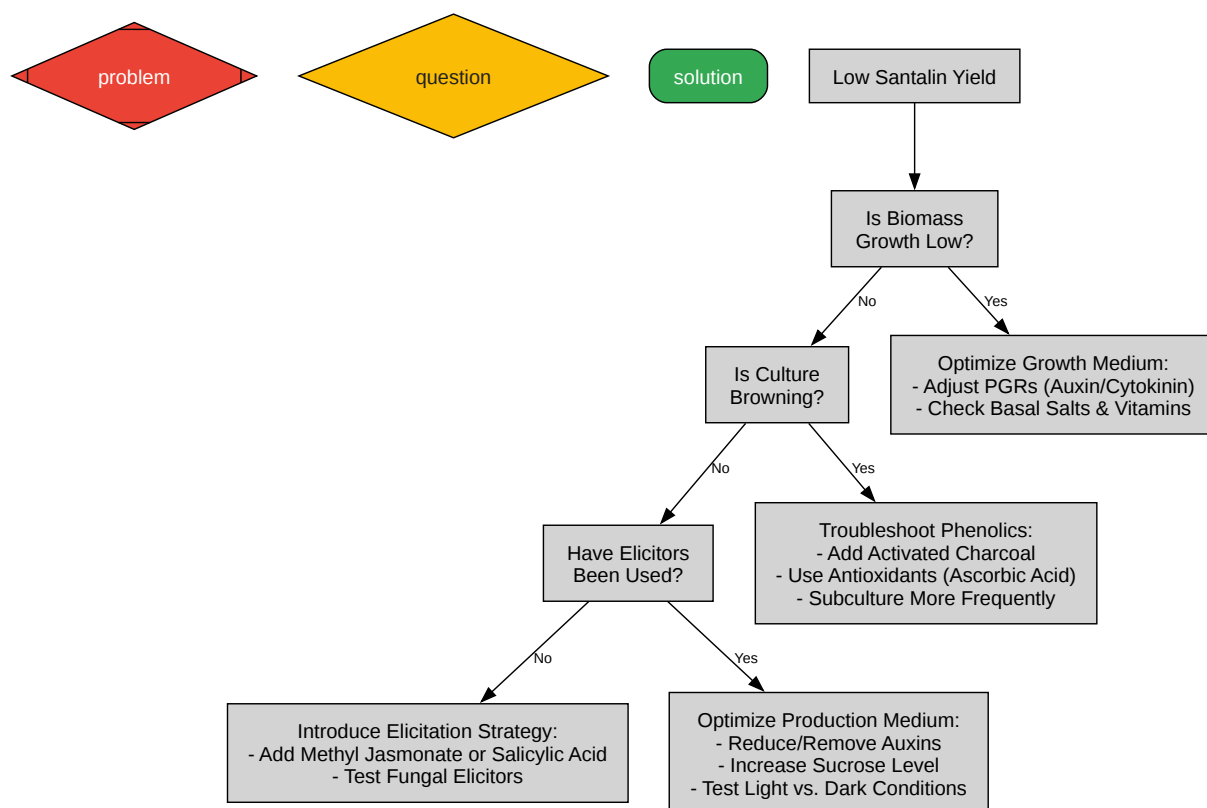 problem
question
solution
Low Santalin Yield
Is Biomass
Growth Low?
No
Yes
Is Culture
Browning?
Optimize Growth Medium:
- Adjust PGRs (Auxin/Cytokinin)
- Check Basal Salts & Vitamins
No
Yes
Have Elicitors
Been Used?
Troubleshoot Phenolics:
- Add Activated Charcoal
- Use Antioxidants (Ascorbic Acid)
- Subculture More Frequently
No
Yes
Introduce Elicitation Strategy:
- Add Methyl Jasmonate or Salicylic Acid
- Test Fungal Elicitors
Optimize Production Medium:
- Reduce/Remove Auxins
- Increase Sucrose Level
- Test Light vs. Dark Conditions